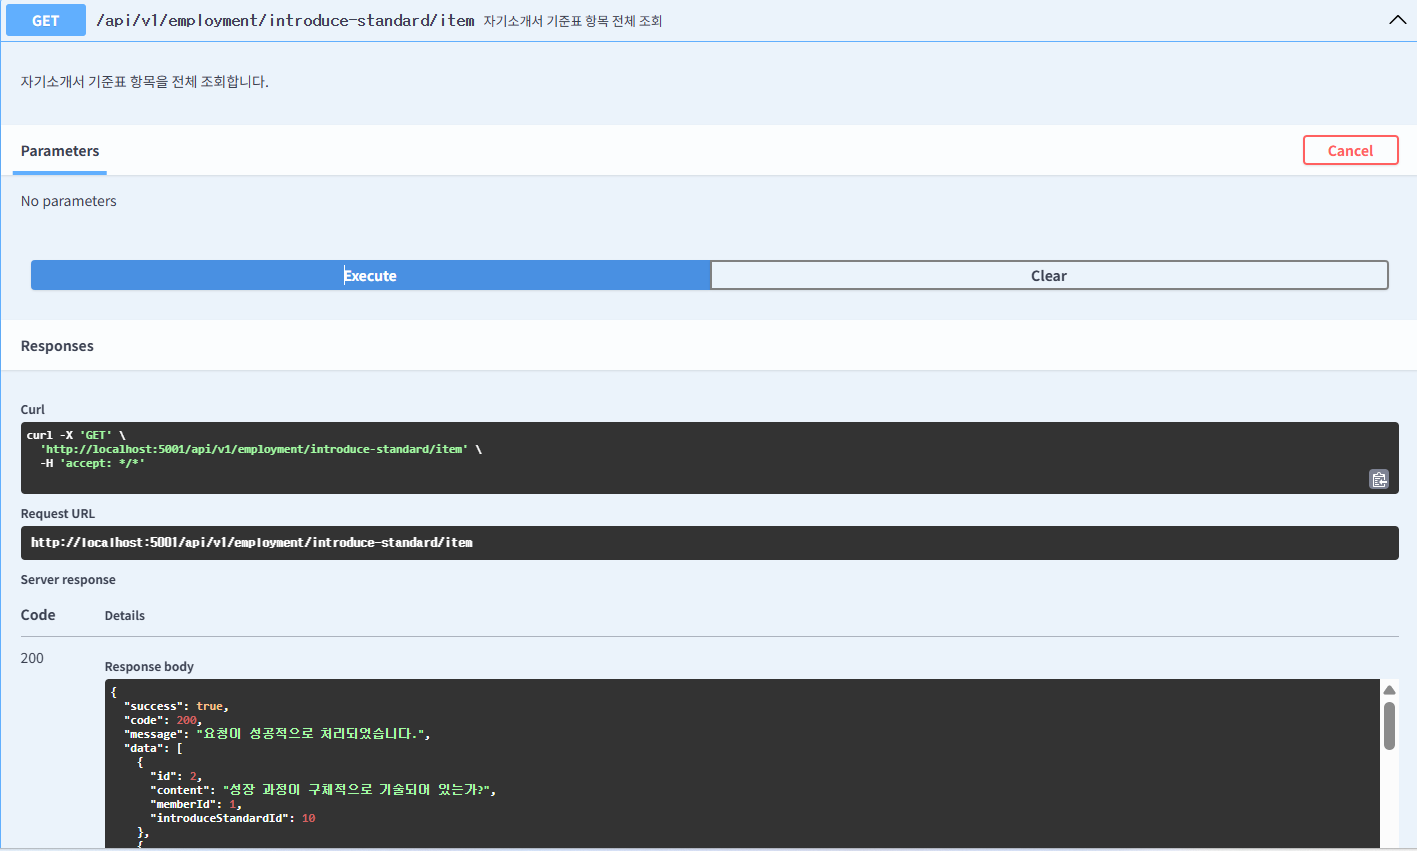 GET /api/v1/employment/introduce-standard/item 자기소개서 기준표 항목 전체 조회
자기소개서 기준표 항목을 전체 조회합니다.
Parameters
Cancel
No parameters
Execute
Clear
Responses
Curl
curl -X 'GET' \
'http://localhost:5001/api/v1/employment/introduce-standard/item' \
-H 'accept: */*'
Request URL
http://localhost:5001/api/v1/employment/introduce-standard/item
Server response
Code Details
200
Response body
{
"success": true,
"code": 200,
"message": "요청이 성공적으로 처리되었습니다.",
"data": [
{
"id": 2,
"content": "성장 과정이 구체적으로 기술되어 있는가?",
"memberId": 1,
"introduceStandardId": 10
},
{